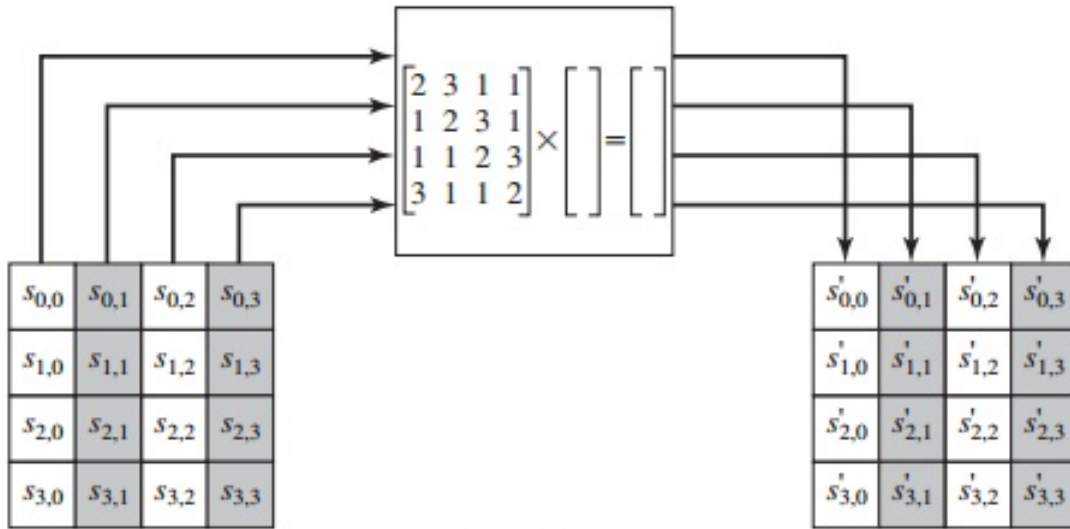 2 3 1 1
1 2 3 1
1 1 2 3
3 1 1 2
× =
s0,0 s0,1 s0,2 s0,3
s1,0 s1,1 s1,2 s1,3
s2,0 s2,1 s2,2 s2,3
s3,0 s3,1 s3,2 s3,3
s'0,0 s'0,1 s'0,2 s'0,3
s'1,0 s'1,1 s'1,2 s'1,3
s'2,0 s'2,1 s'2,2 s'2,3
s'3,0 s'3,1 s'3,2 s'3,3